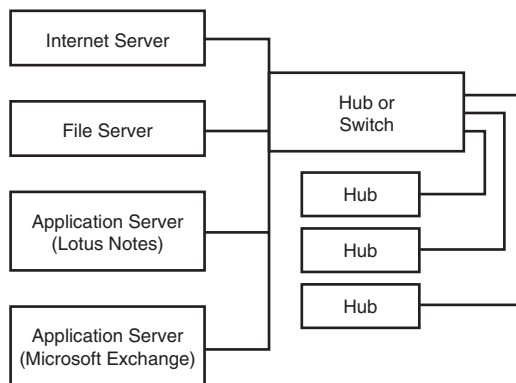 Internet Server
File Server
Application Server
(Lotus Notes)
Application Server
(Microsoft Exchange)
Hub or
Switch
Hub
Hub
Hub